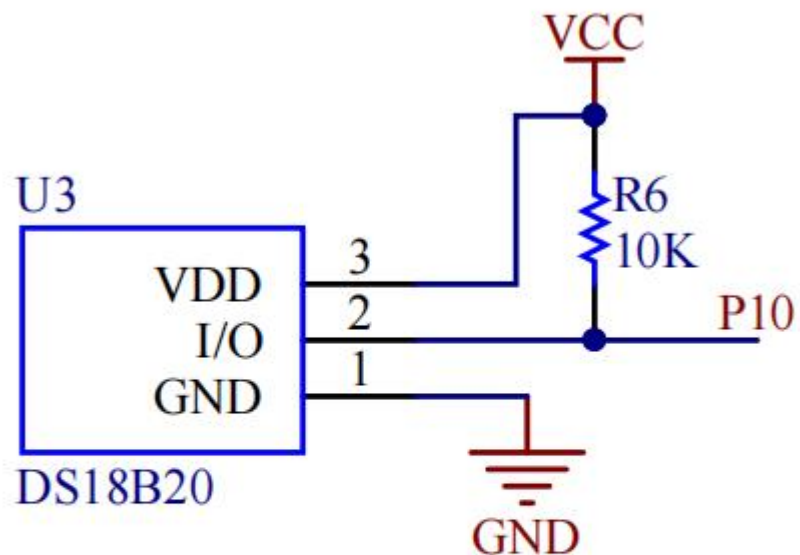 VCC
U3
R6
10K
VDD 3
I/O 2
P10
GND 1
DS18B20
GND